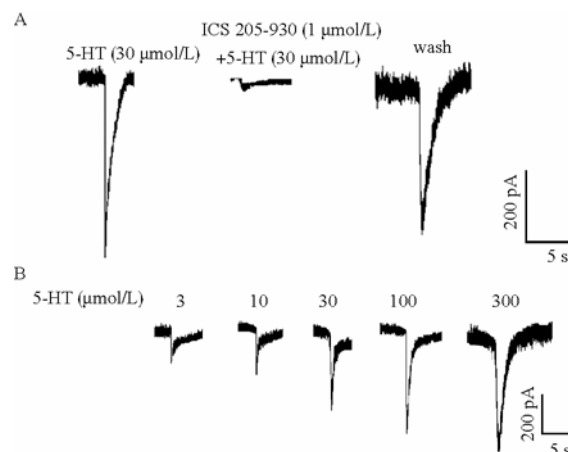 A
ICS 205-930 (1 μmol/L)
5-HT (30 μmol/L)
+5-HT (30 μmol/L)
wash
200 pA
5 s
B
5-HT (μmol/L) 3 10 30 100 300
200 pA
5 s